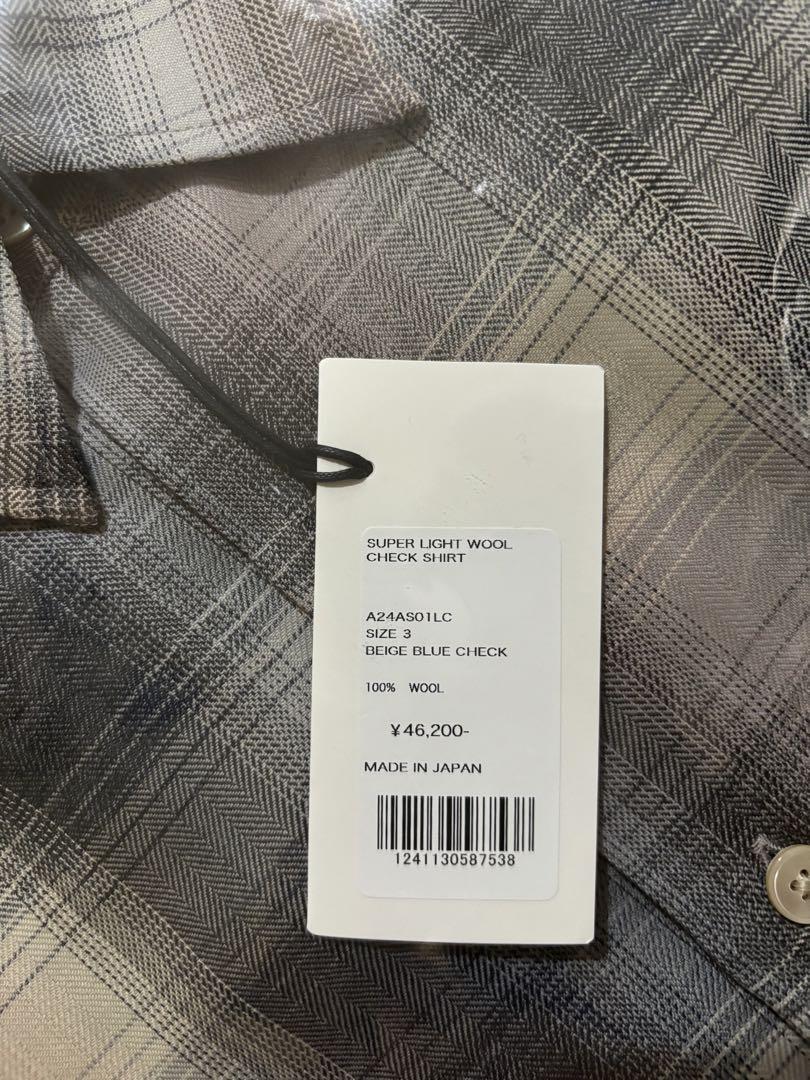 SUPER LIGHT WOOL
CHECK SHIRT
A24AS01LC
SIZE 3
BEIGE BLUE CHECK
100% WOOL
¥46,200-
MADE IN JAPAN
1241130587538